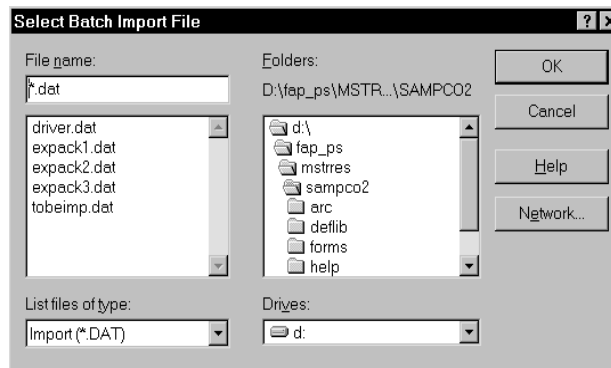 Select Batch Import File
File name:
*.dat
driver.dat
expack1.dat
expack2.dat
expack3.dat
tobeimp.dat
List files of type:
Import (*.DAT)
Folders:
D:\fap_ps\MSTR...\SAMPCO2
d:\
fap_ps
mstrres
sampco2
arc
deflib
forms
help
Drives:
d:
OK
Cancel
Help
Network...